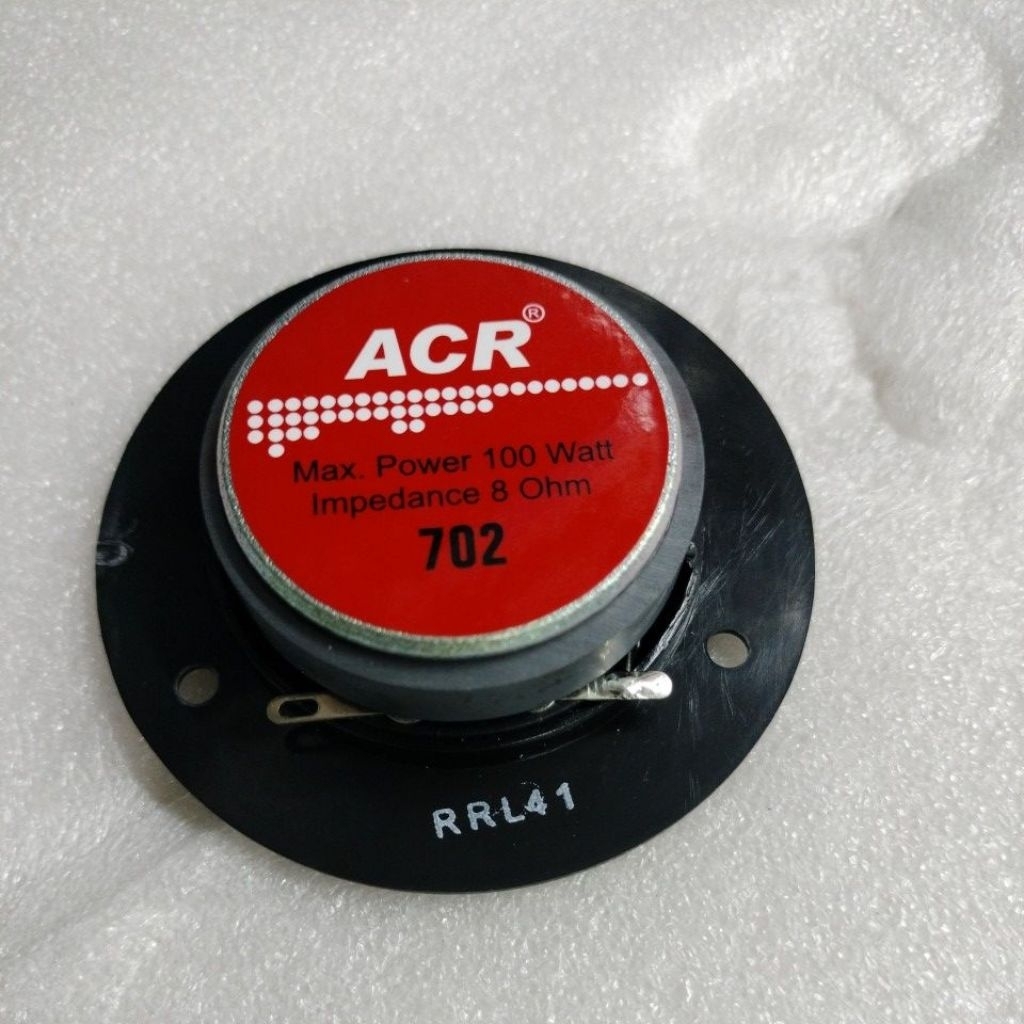 ACR®
Max. Power 100 Watt
Impedance 8 Ohm
702
RRL41